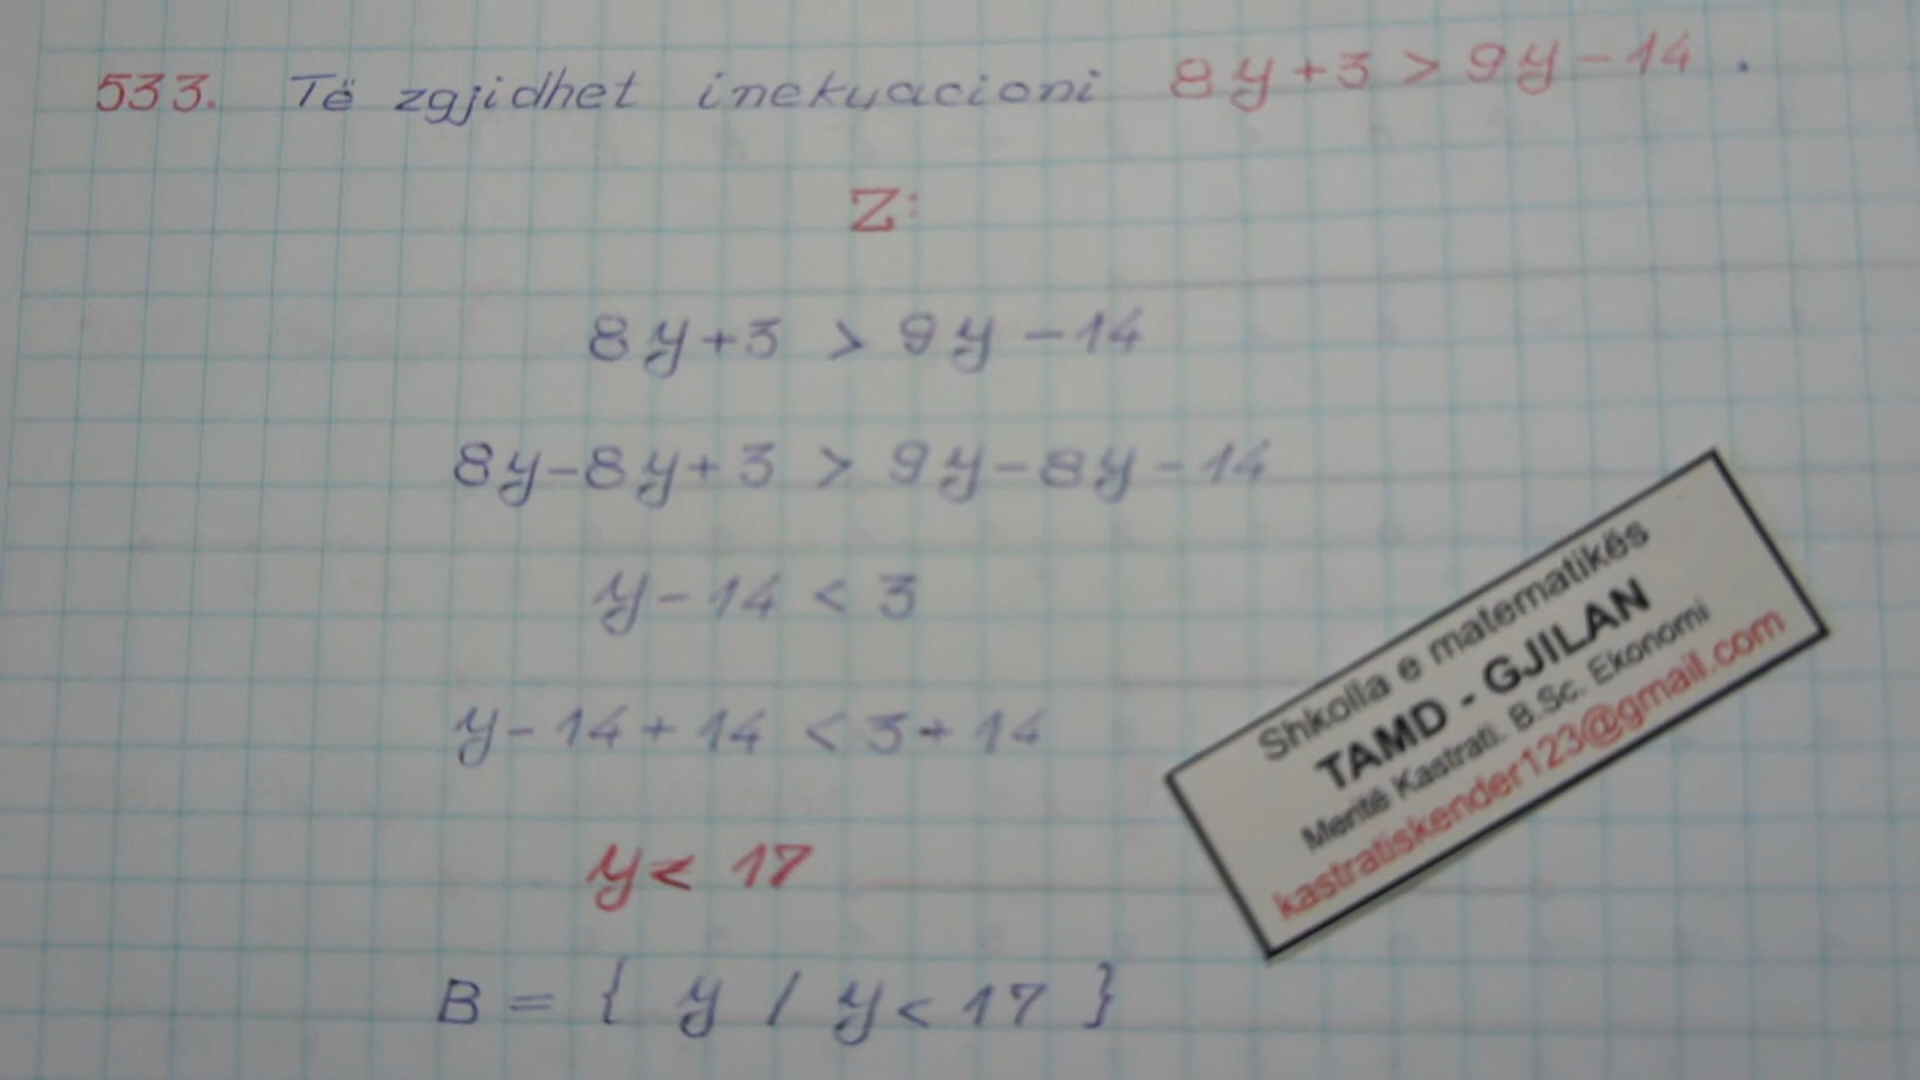 533. Të zgjidhet inekuacioni 8y+3 > 9y-14 .
Z:
8y+3 > 9y-14
8y-8y+3 > 9y-8y-14
y-14 < 3
y-14+14 < 3+14
y< 17
B = { y / y< 17 }
Shkolla e matematikës
TAMD - GJILAN
Meritë Kastrati. B.Sc. Ekonomi
kastratiskender123@gmail.com